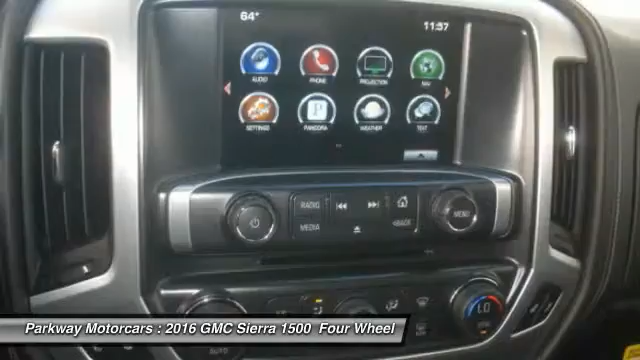 64°
11:57
AUDIO
PHONE
PROJECTION
NAV
SETTINGS
P
PANDORA
WEATHER
TEXT
RADIO
MEDIA
<BACK
MENU
LO
AUTO
Parkway Motorcars : 2016 GMC Sierra 1500 Four Wheel